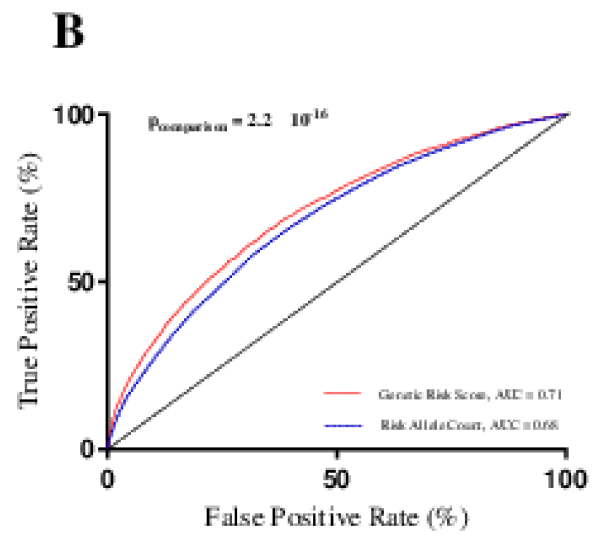 B
Pcomparison = 2.2 10-16
100
50
0
True Positive Rate (%)
Genetic Risk Score, AUC = 0.71
Risk Allele Count, AUC = 0.68
0 50 100
False Positive Rate (%)